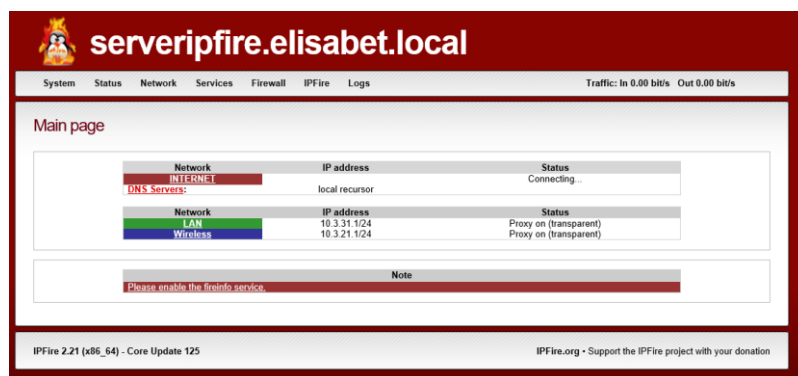 serveripfire.elisabet.local
System Status Network Services Firewall IPFire Logs Traffic: In 0.00 bit/s Out 0.00 bit/s
Main page
Network IP address Status
INTERNET Connecting...
DNS Servers: local recursor
Network IP address Status
LAN 10.3.31.1/24 Proxy on (transparent)
Wireless 10.3.21.1/24 Proxy on (transparent)
Note
Please enable the fireinfo service.
IPFire 2.21 (x86_64) - Core Update 125 IPFire.org • Support the IPFire project with your donation